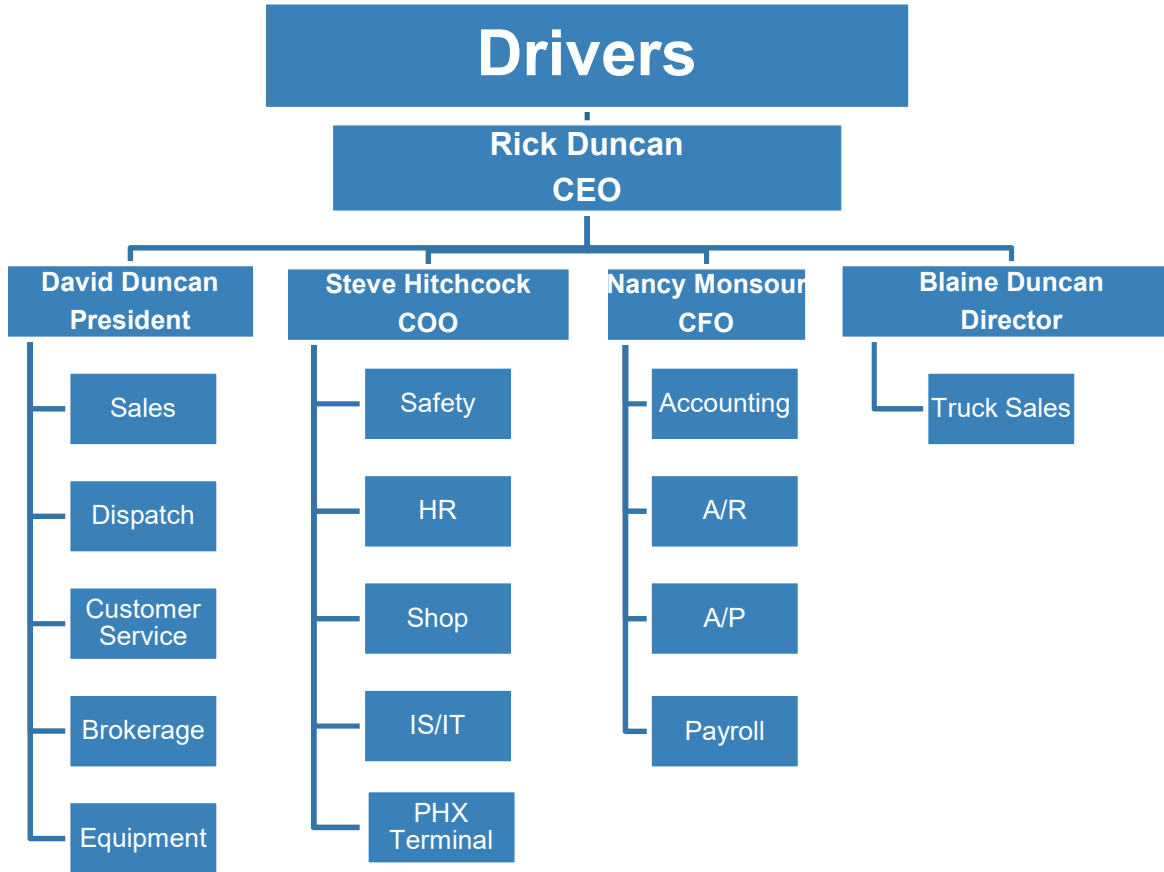 Drivers
Rick Duncan
CEO
David Duncan
President
Steve Hitchcock
COO
Nancy Monsour
CFO
Blaine Duncan
Director
Sales
Dispatch
Customer
Service
Brokerage
Equipment
Safety
HR
Shop
IS/IT
PHX
Terminal
Accounting
A/R
A/P
Payroll
Truck Sales